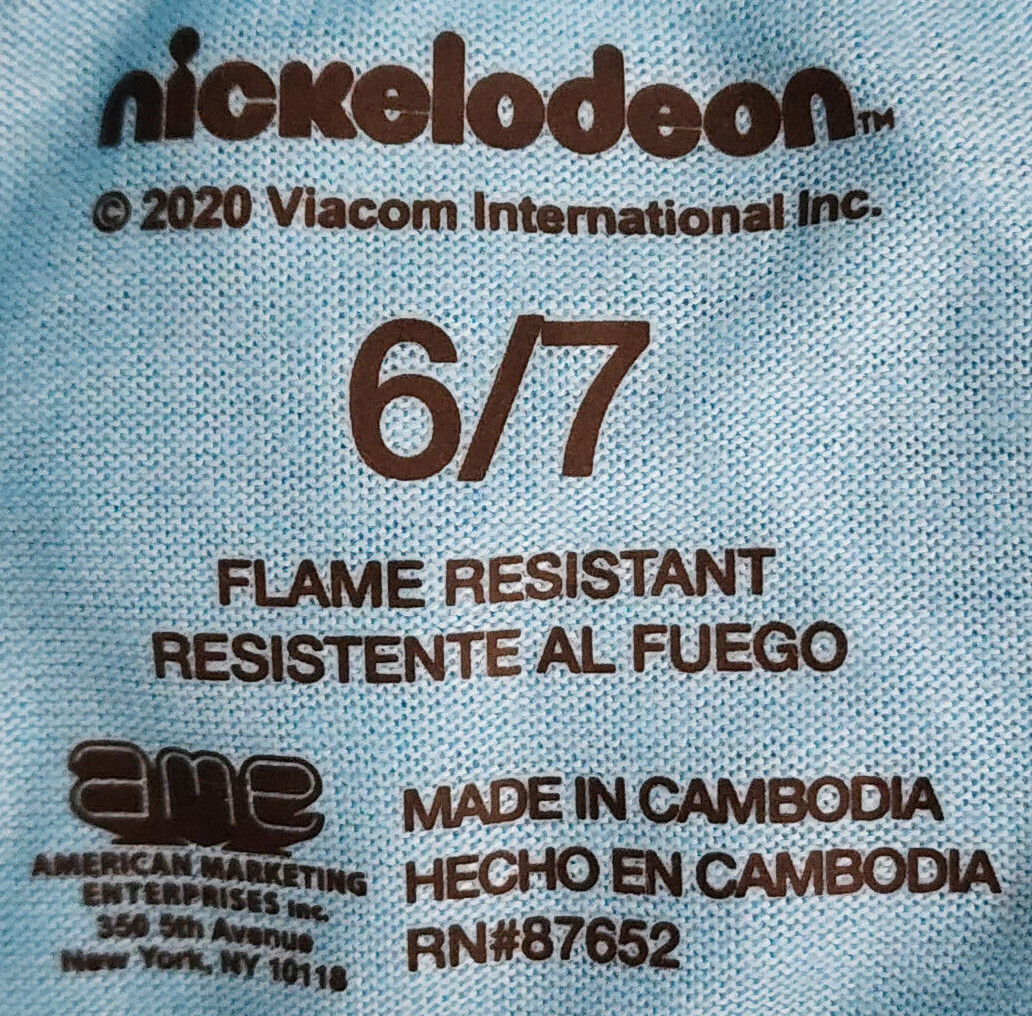 nickelodeon™
© 2020 Viacom International Inc.
6/7
FLAME RESISTANT
RESISTENTE AL FUEGO
ame
AMERICAN MARKETING
ENTERPRISES Inc.
350 5th Avenue
New York, NY 10118
MADE IN CAMBODIA
HECHO EN CAMBODIA
RN#87652